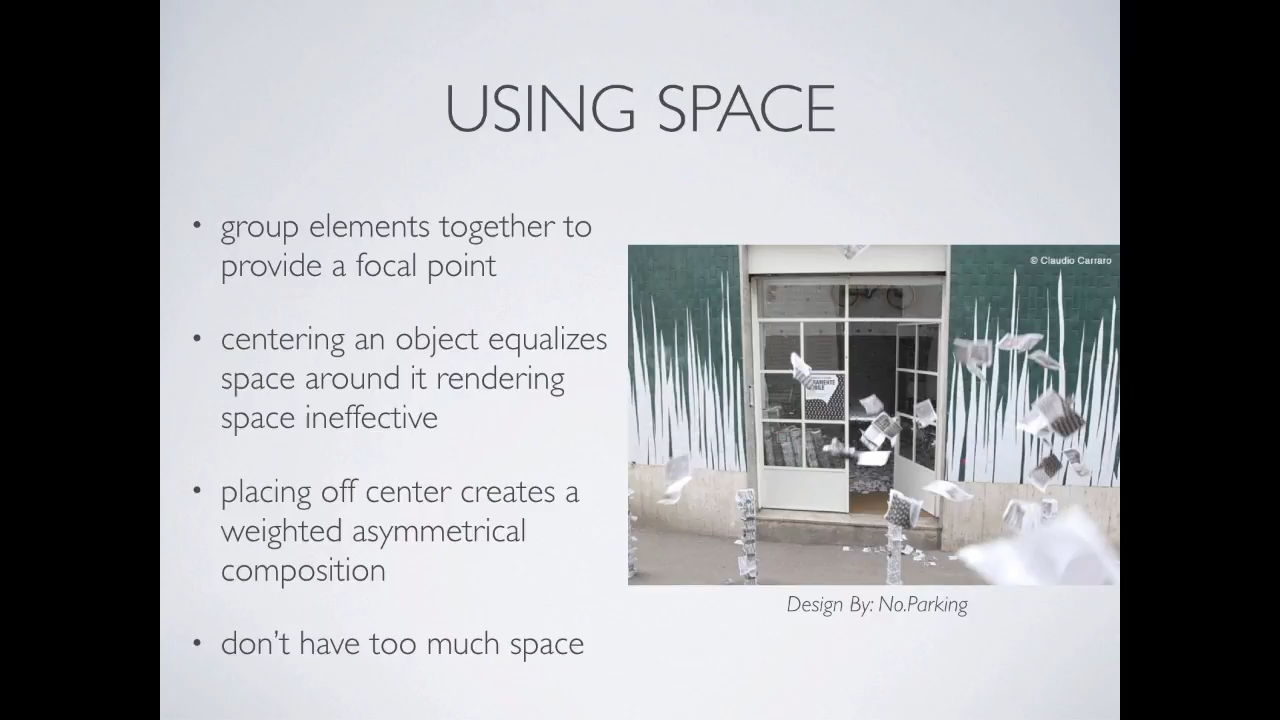 USING SPACE
• group elements together to
provide a focal point
• centering an object equalizes
space around it rendering
space ineffective
• placing off center creates a
weighted asymmetrical
composition
• don't have too much space
© Claudio Carraro
Design By: No.Parking